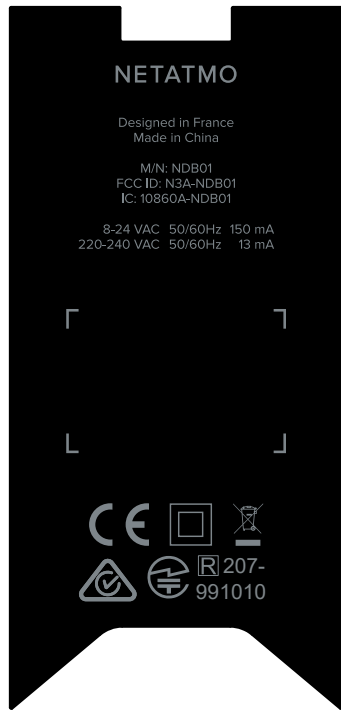 NETATMO
Designed in France
Made in China
M/N: NDB01
FCC ID: N3A-NDB01
IC: 10860A-NDB01
8-24 VAC 50/60Hz 150 mA
220-240 VAC 50/60Hz 13 mA
CE
R 207-
991010